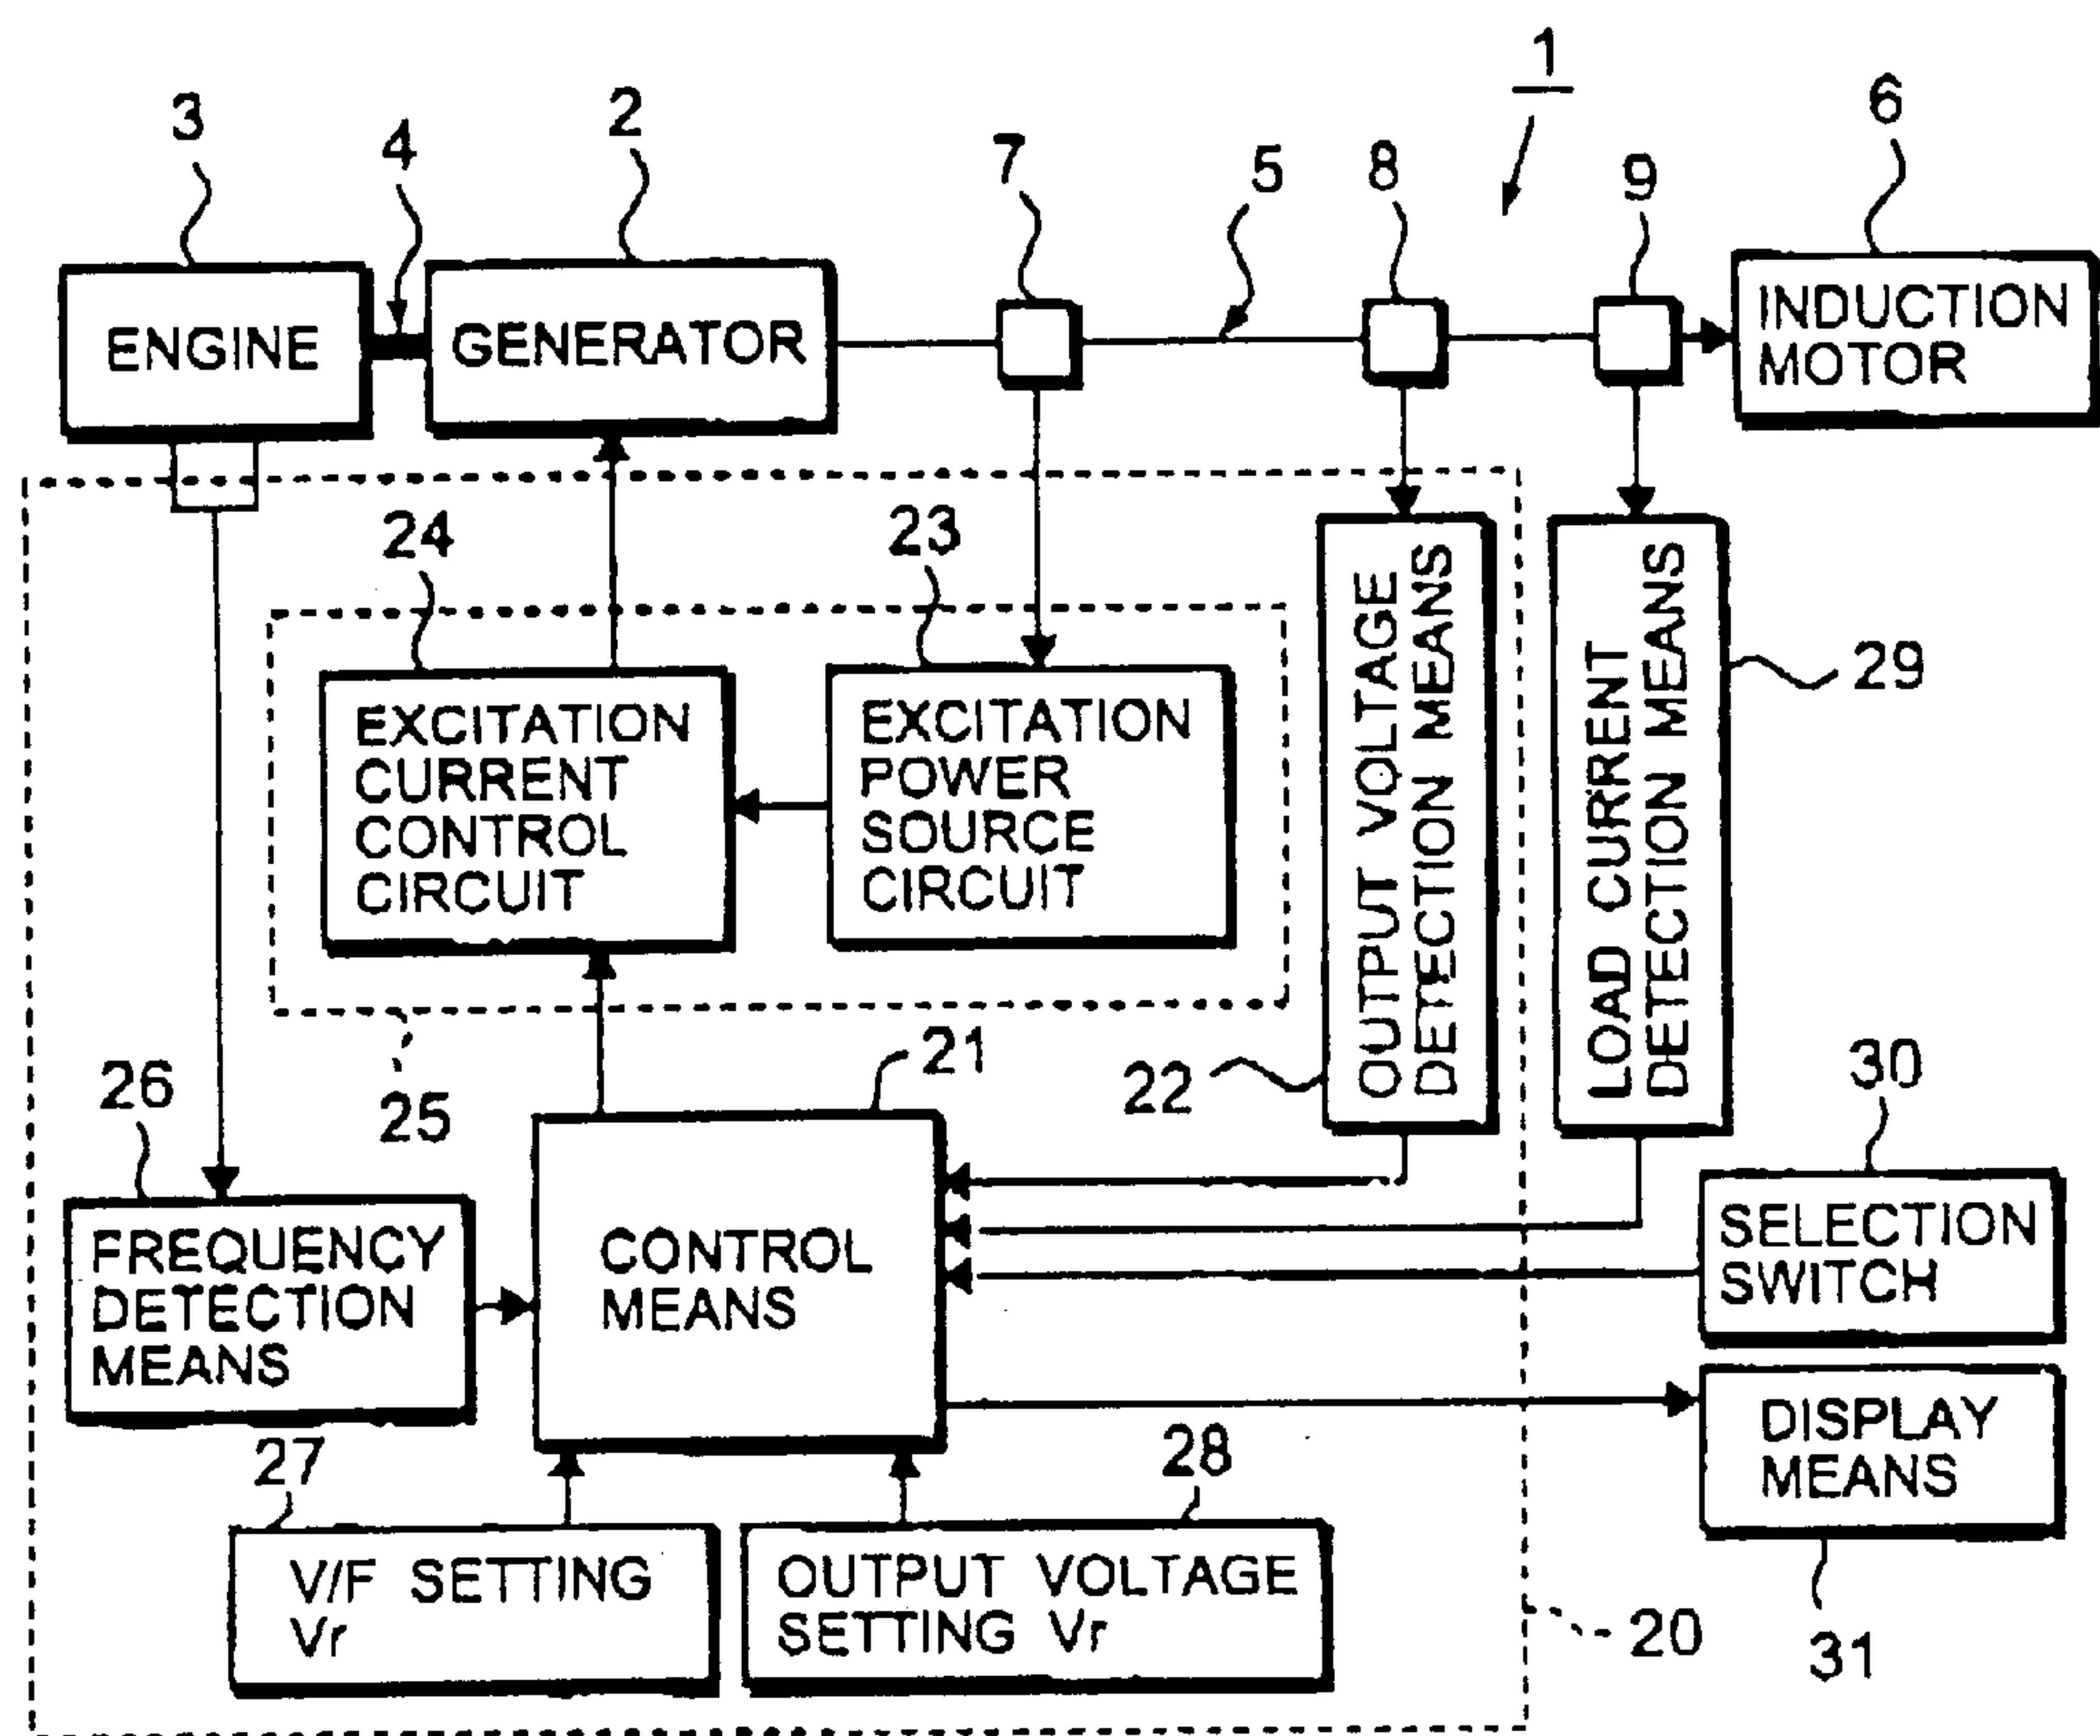 1
3
4
2
7
5
8
9
6
ENGINE
GENERATOR
INDUCTION
MOTOR
24
23
EXCITATION
CURRENT
CONTROL
CIRCUIT
EXCITATION
POWER
SOURCE
CIRCUIT
OUTPUT VOLTAGE
DETECTION MEANS
LOAD CURRENT
DETECTION MEANS
29
26
25
21
22
30
FREQUENCY
DETECTION
MEANS
CONTROL
MEANS
SELECTION
SWITCH
DISPLAY
MEANS
27
28
V/F SETTING
Vr
OUTPUT VOLTAGE
SETTING Vr
20
31